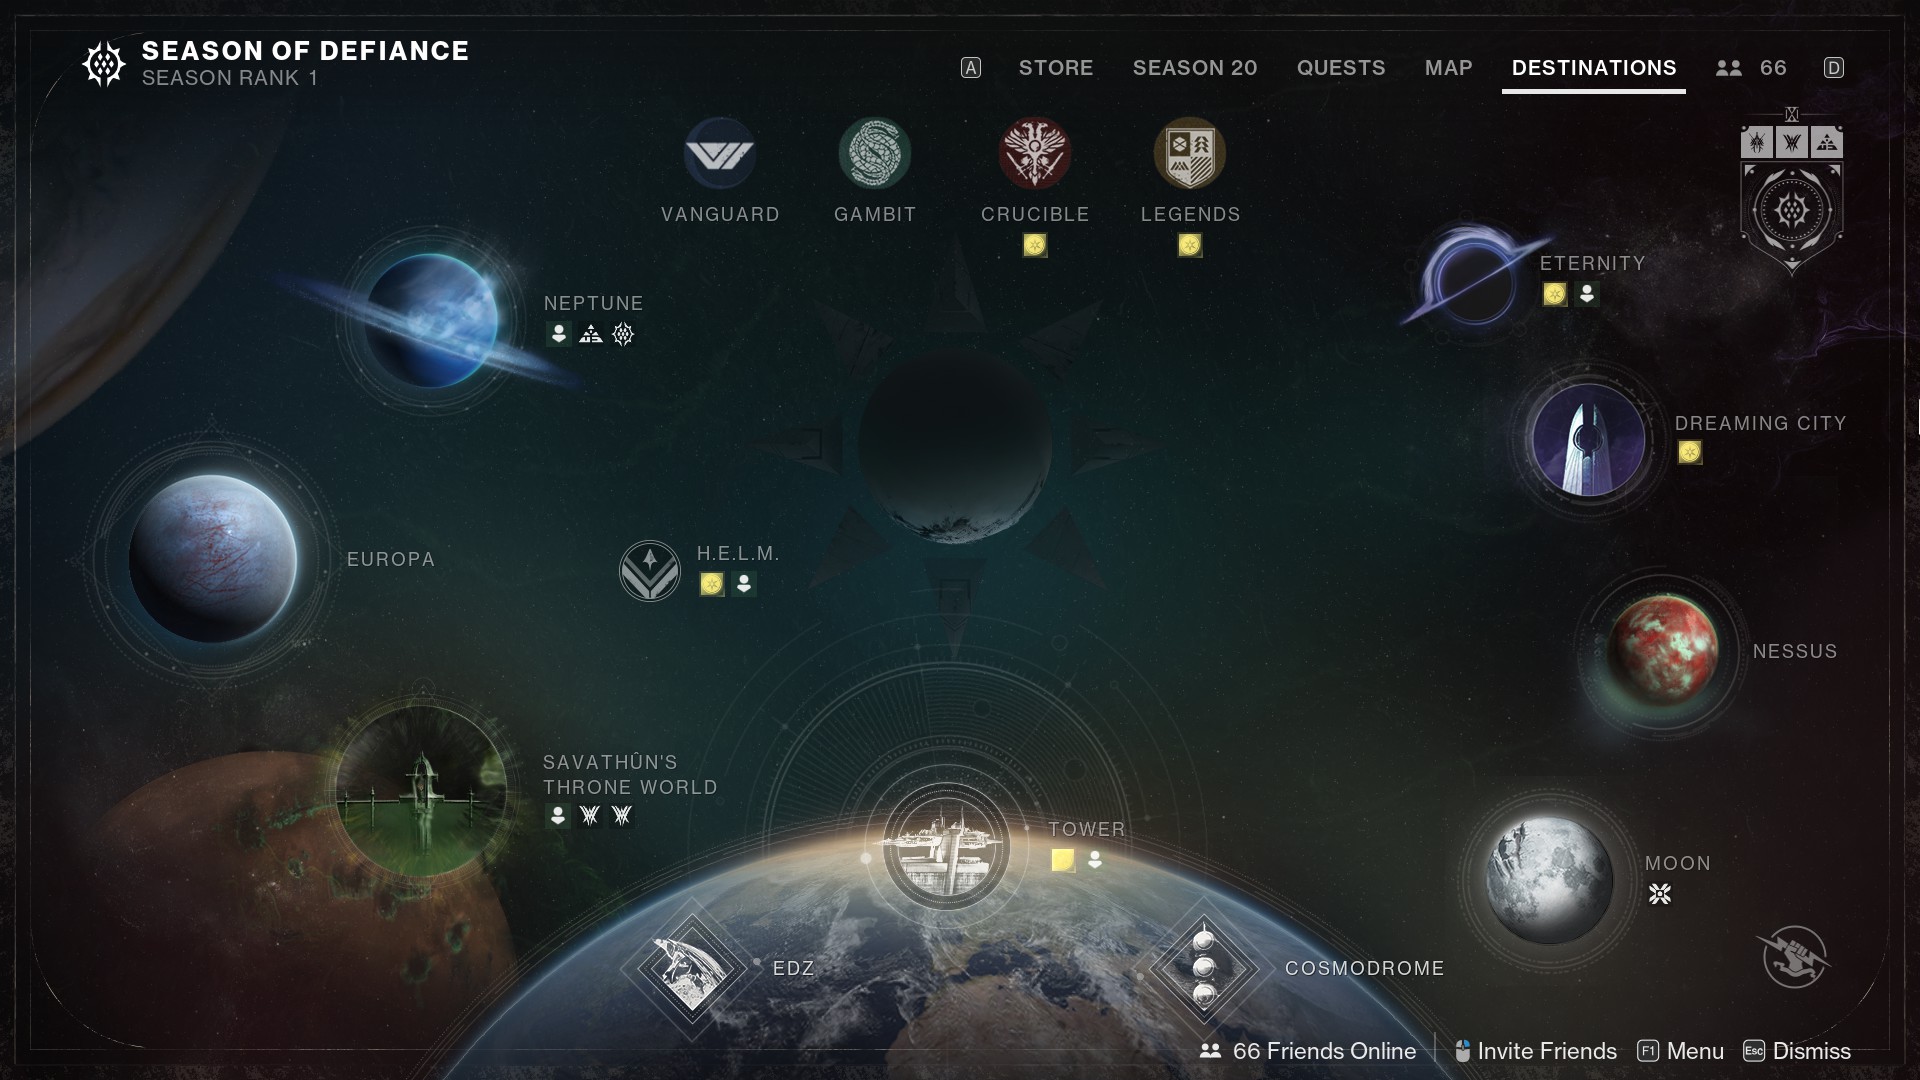 SEASON OF DEFIANCE
SEASON RANK 1
A
STORE
SEASON 20
QUESTS
MAP
DESTINATIONS
66
D
VANGUARD
GAMBIT
CRUCIBLE
LEGENDS
NEPTUNE
ETERNITY
DREAMING CITY
EUROPA
H.E.L.M.
NESSUS
SAVATHÛN'S
THRONE WORLD
TOWER
MOON
EDZ
COSMODROME
66 Friends Online
Invite Friends
F1 Menu
Esc Dismiss